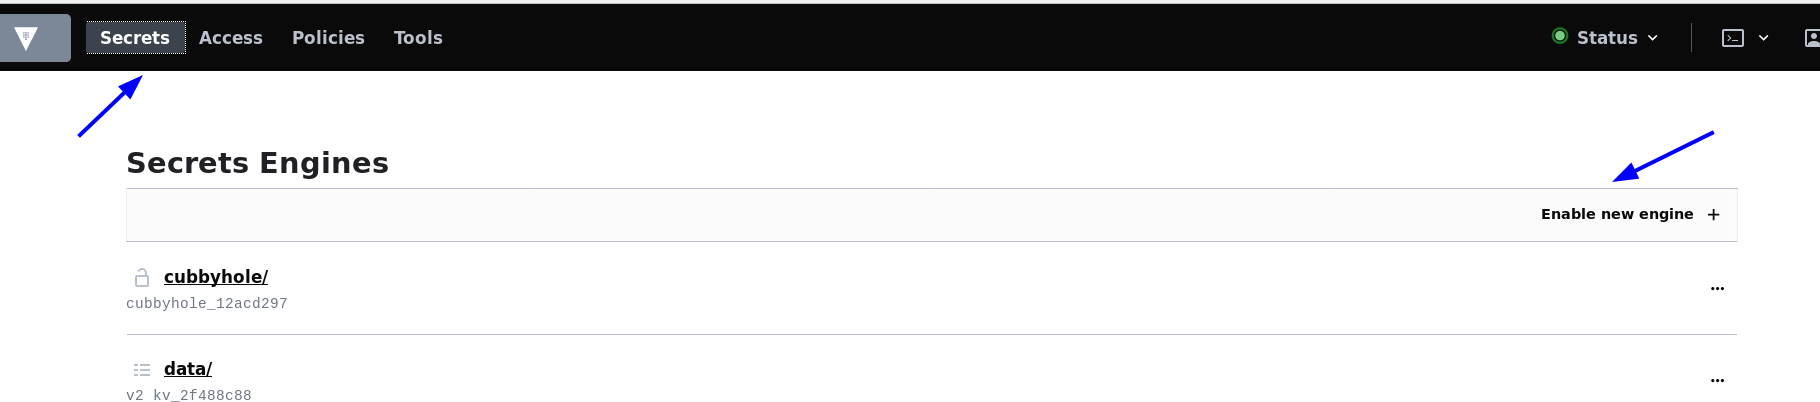 Secrets Access Policies Tools Status
Secrets Engines
Enable new engine +
cubbyhole/
cubbyhole_12acd297
data/
v2 kv_2f488c88